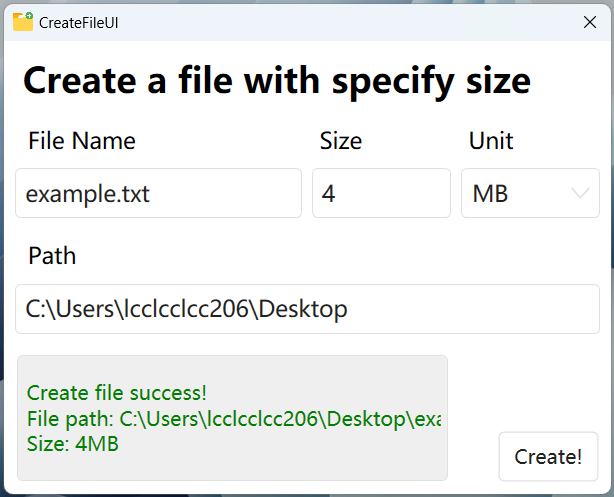 CreateFileUI
Create a file with specify size
File Name Size Unit
example.txt 4 MB
Path
C:\Users\lcclcclcc206\Desktop
Create file success!
File path: C:\Users\lcclcclcc206\Desktop\exa
Size: 4MB
Create!